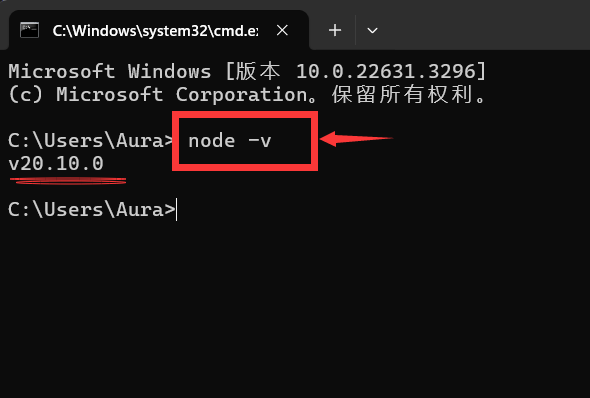 C:\Windows\system32\cmd.ex
Microsoft Windows [版本 10.0.22631.3296]
(c) Microsoft Corporation。保留所有权利。
C:\Users\Aura> node -v
v20.10.0
C:\Users\Aura>